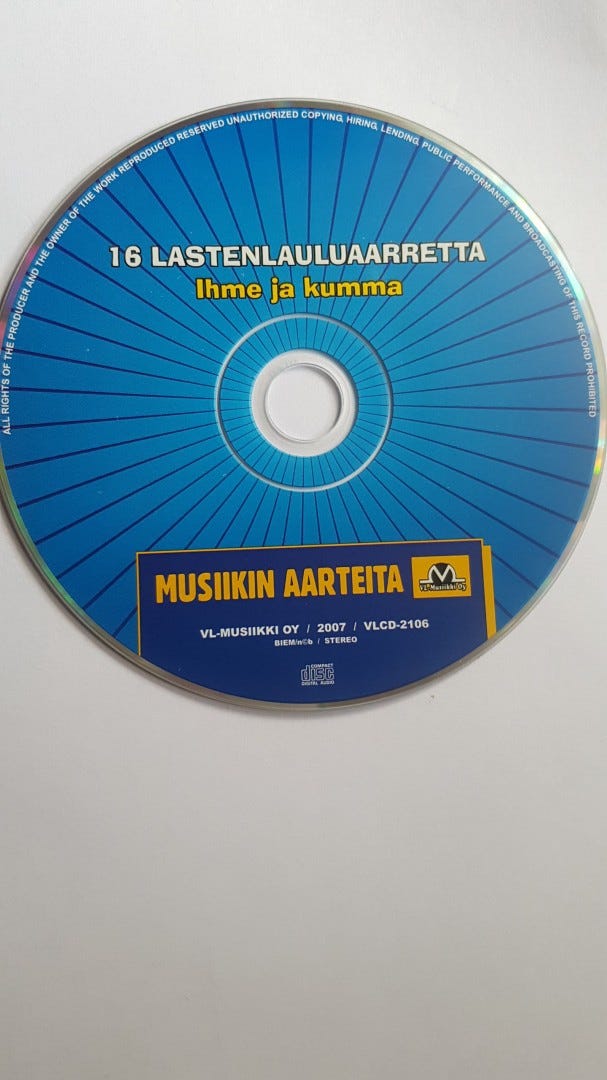 ALL RIGHTS OF THE PRODUCER AND THE OWNER OF THE WORK REPRODUCED RESERVED UNAUTHORIZED COPYING, HIRING, LENDING, PUBLIC PERFORMANCE AND BROADCASTING OF THIS RECORD PROHIBITED
16 LASTENLAULUAARRETTA
Ihme ja kumma
MUSIIKIN AARTEITA
VL-Musiikki Oy
VL-MUSIIKKI OY / 2007 / VLCD-2106
BIEM/n©b / STEREO
COMPACT
disc
DIGITAL AUDIO